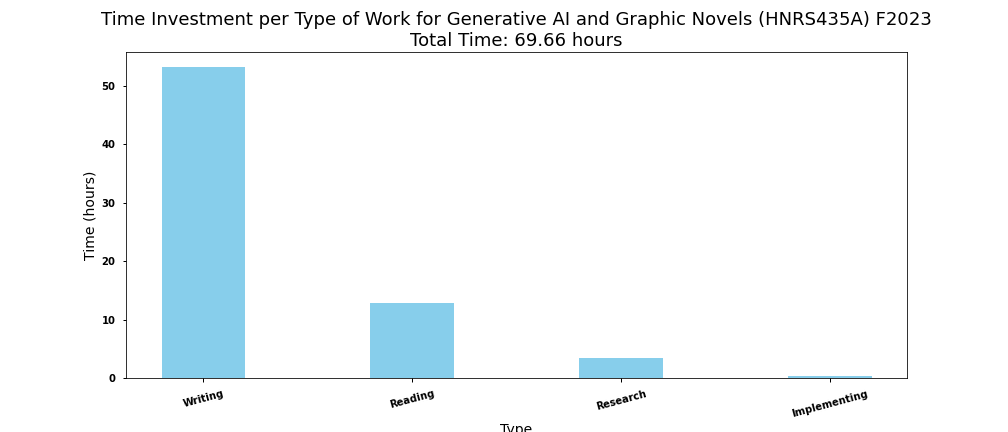 Time Investment per Type of Work for Generative AI and Graphic Novels (HNRS435A) F2023
Total Time: 69.66 hours
50
40
30
20
10
0
Time (hours)
Writing
Reading
Research
Implementing
Type